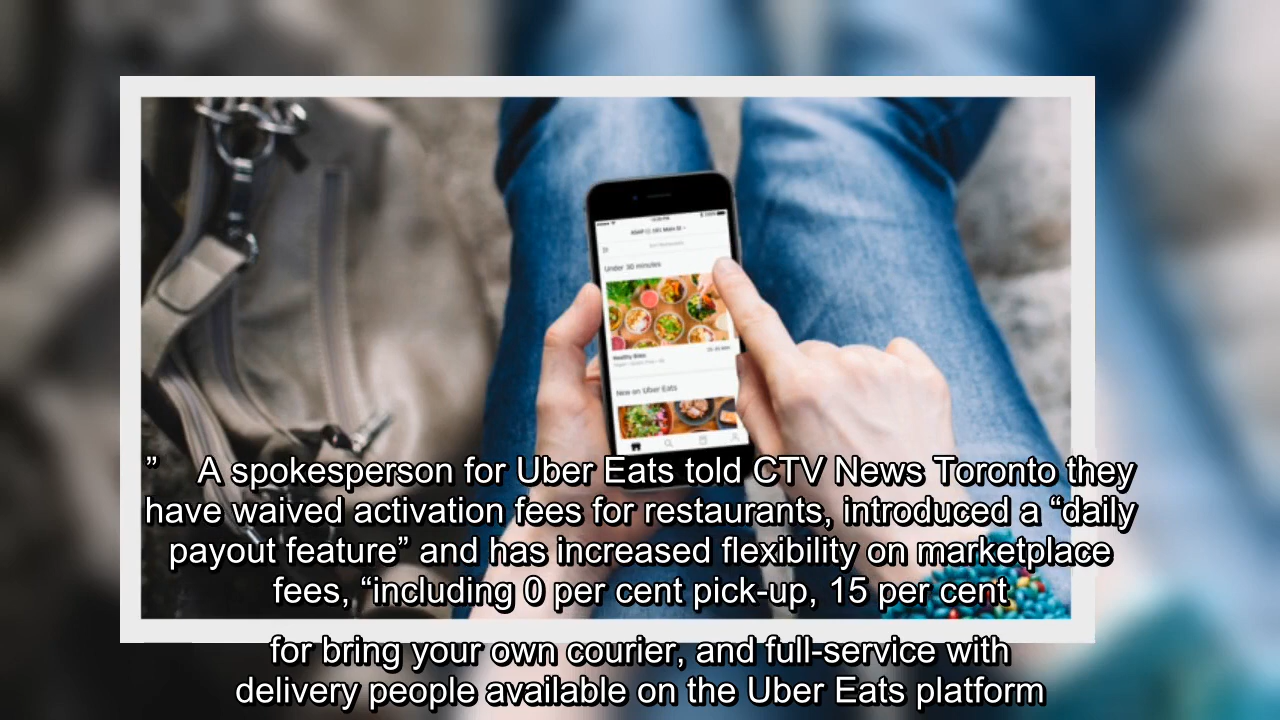 Under 30 minutes
Healthy Bites
New on Uber Eats
” A spokesperson for Uber Eats told CTV News Toronto they
have waived activation fees for restaurants, introduced a “daily
payout feature” and has increased flexibility on marketplace
fees, “including 0 per cent pick-up, 15 per cent
for bring your own courier, and full-service with
delivery people available on the Uber Eats platform